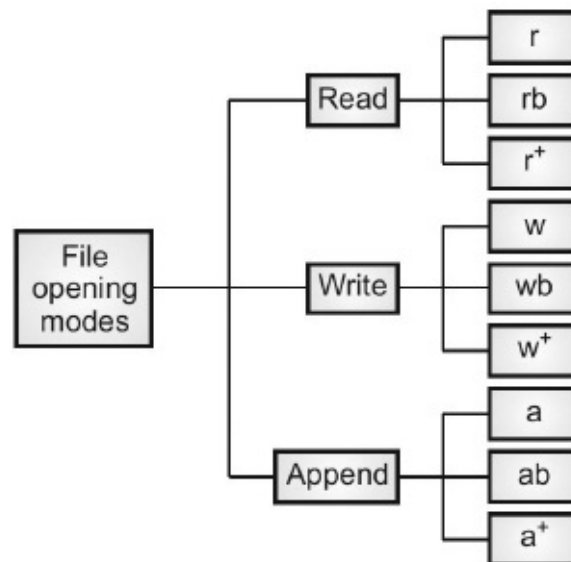 r
Read
rb
r⁺
w
File
opening
modes
Write
wb
w⁺
a
Append
ab
a⁺